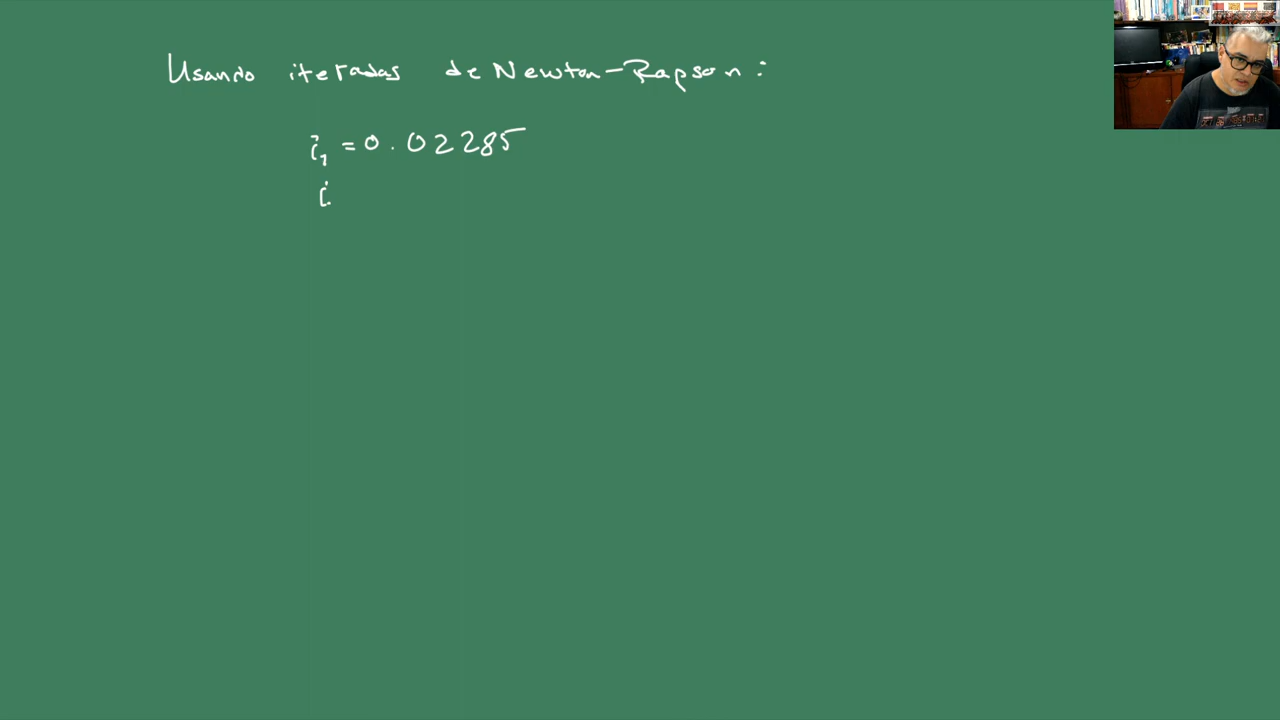 Usando iteradas de Newton-Rapson:
i₁ = 0.02285
i